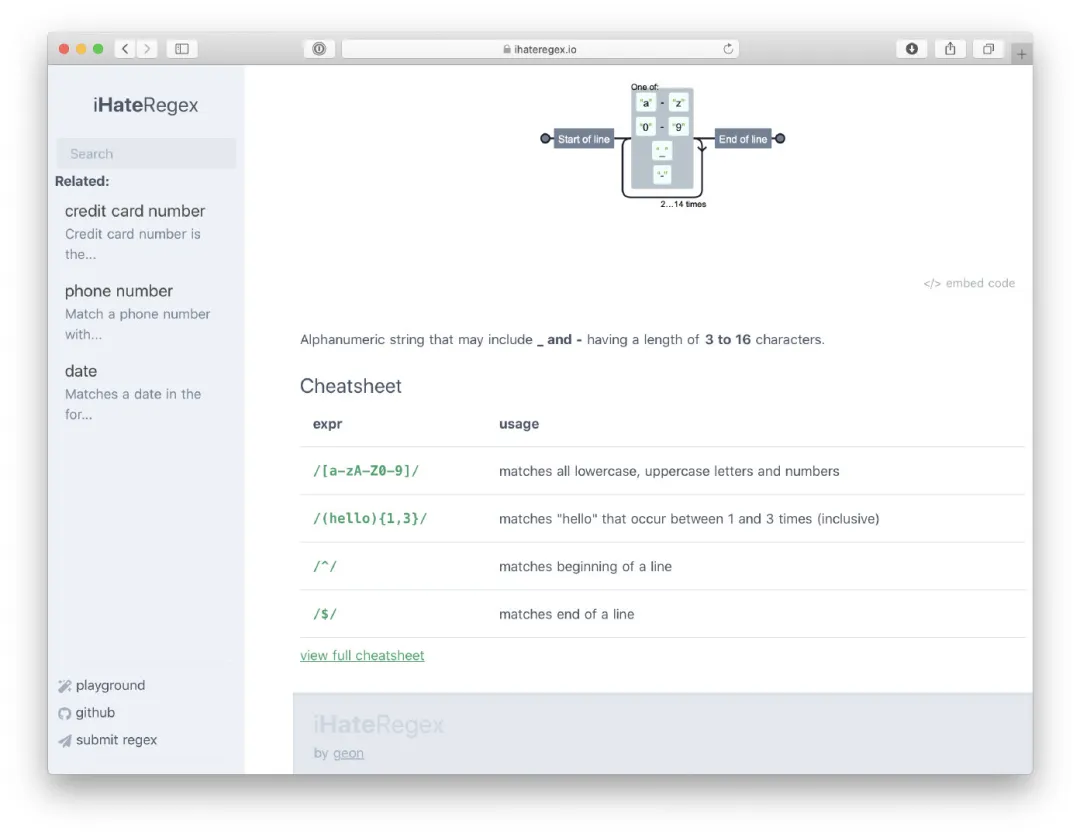 ihateregex.io
iHateRegex
Search
Related:
credit card number
Credit card number is
the...
phone number
Match a phone number
with...
date
Matches a date in the
for...
playground
github
submit regex
One of:
"a" - "z"
"0" - "9"
"_"
"-"
Start of line
End of line
2...14 times
</> embed code
Alphanumeric string that may include _ and - having a length of 3 to 16 characters.
Cheatsheet
expr usage
/[a-zA-Z0-9]/ matches all lowercase, uppercase letters and numbers
/(hello){1,3}/ matches "hello" that occur between 1 and 3 times (inclusive)
/^/ matches beginning of a line
/$/ matches end of a line
view full cheatsheet
iHateRegex
by geon